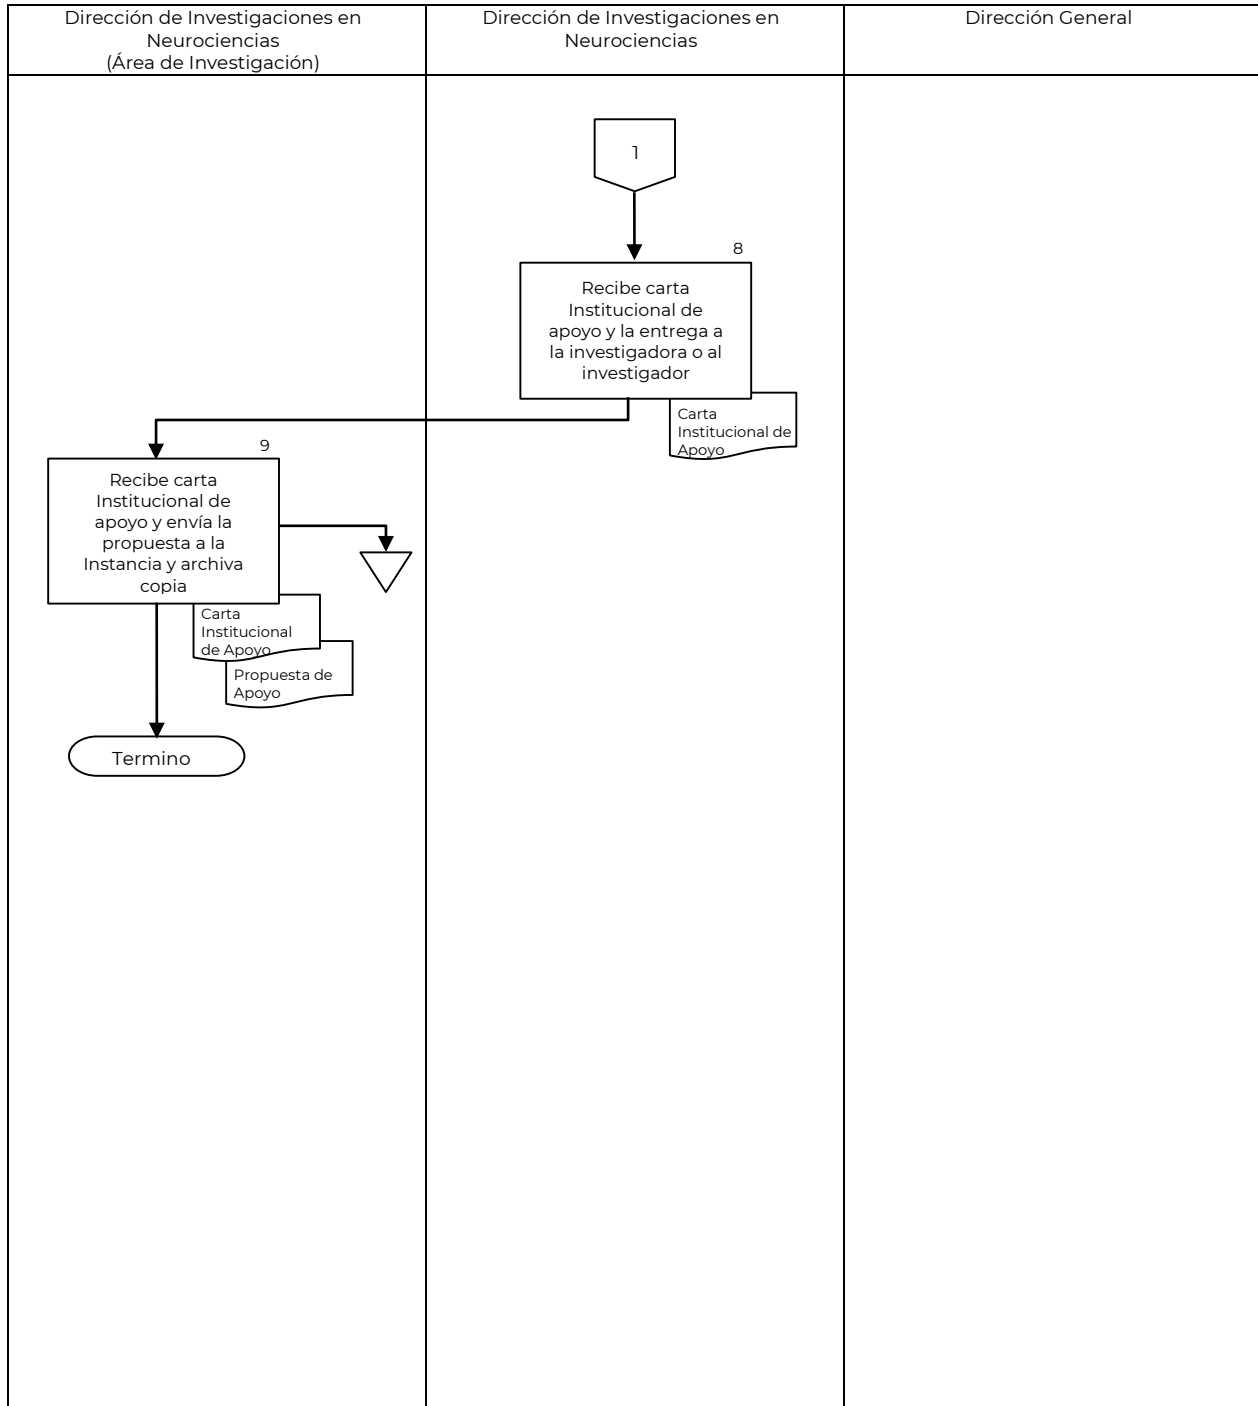 Dirección de Investigaciones en
Neurociencias
(Área de Investigación)
Dirección de Investigaciones en
Neurociencias
Dirección General
1
8
Recibe carta
Institucional de
apoyo y la entrega a
la investigadora o al
investigador
Carta
Institucional de
Apoyo
9
Recibe carta
Institucional de
apoyo y envía la
propuesta a la
Instancia y archiva
copia
Carta
Institucional
de Apoyo
Propuesta de
Apoyo
Termino